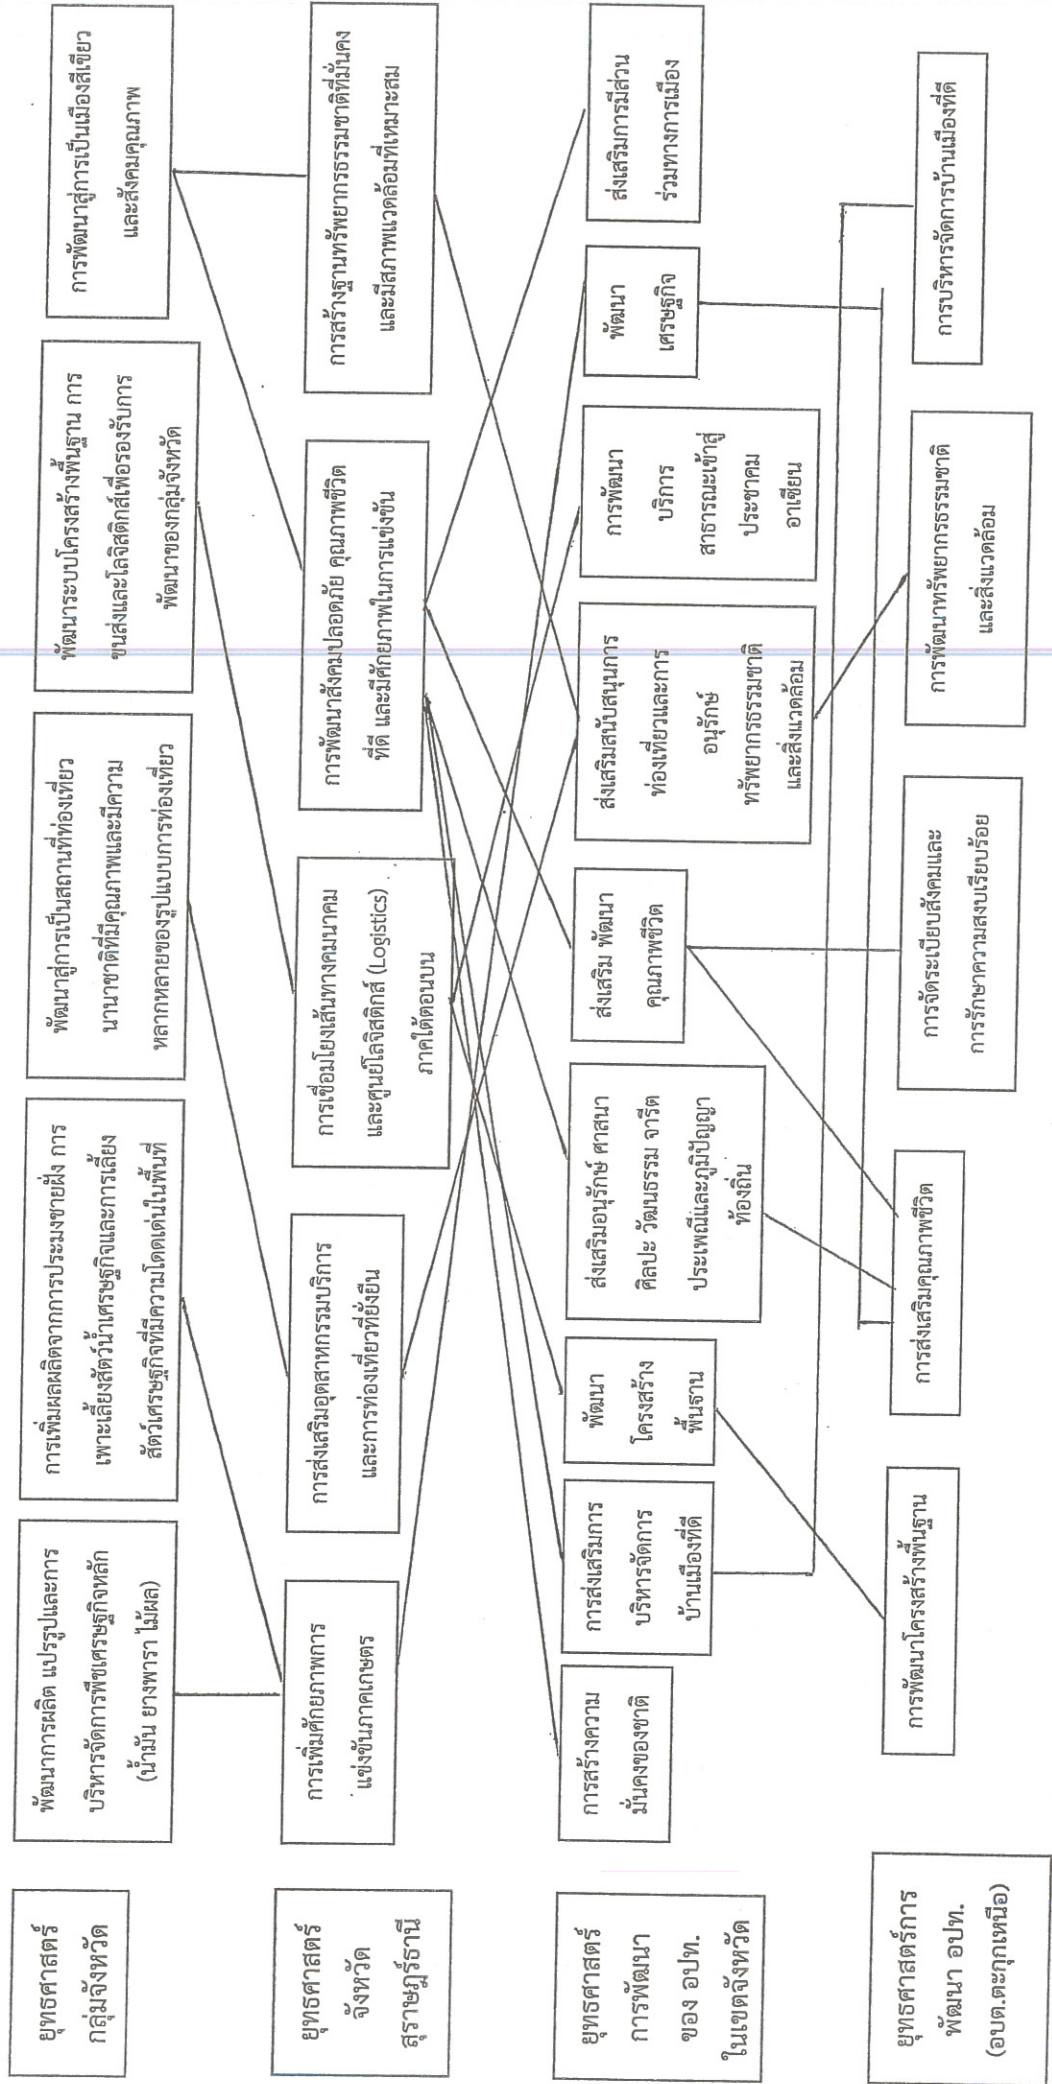 ยุทธศาสตร์
กลุ่มจังหวัด
พัฒนาการผลิต แปรรูปและการ
บริหารจัดการพืชเศรษฐกิจหลัก
(น้ำมัน ยางพารา ไม้ผล)
การเพิ่มผลผลิตจากการประมงชายฝั่ง การ
เพาะเลี้ยงสัตว์น้ำเศรษฐกิจและการเลี้ยง
สัตว์เศรษฐกิจที่มีความโดดเด่นในพื้นที่
พัฒนาสู่การเป็นสถานที่ท่องเที่ยว
นานาชาติที่มีคุณภาพและมีความ
หลากหลายของรูปแบบการท่องเที่ยว
พัฒนาระบบโครงสร้างพื้นฐาน การ
ขนส่งและโลจิสติกส์เพื่อรองรับการ
พัฒนาของกลุ่มจังหวัด
การพัฒนาสู่การเป็นเมืองสีเขียว
และสังคมคุณภาพ
ยุทธศาสตร์
จังหวัด
สุราษฎร์ธานี
การเพิ่มศักยภาพการ
แข่งขันภาคเกษตร
การส่งเสริมอุตสาหกรรมบริการ
และการท่องเที่ยวที่ยั่งยืน
การเชื่อมโยงเส้นทางคมนาคม
และศูนย์โลจิสติกส์ (Logistics)
ภาคใต้ตอนบน
การพัฒนาสังคมปลอดภัย คุณภาพชีวิต
ที่ดี และมีศักยภาพในการแข่งขัน
การสร้างฐานทรัพยากรธรรมชาติที่มั่นคง
และมีสภาพแวดล้อมที่เหมาะสม
ยุทธศาสตร์
การพัฒนา
ของ อปท.
ในเขตจังหวัด
การสร้างความ
มั่นคงของชาติ
การส่งเสริมการ
บริหารจัดการ
บ้านเมืองที่ดี
พัฒนา
โครงสร้าง
พื้นฐาน
ส่งเสริมอนุรักษ์ ศาสนา
ศิลปะ วัฒนธรรม จารีต
ประเพณีและภูมิปัญญา
ท้องถิ่น
ส่งเสริม พัฒนา
คุณภาพชีวิต
ส่งเสริมสนับสนุนการ
ท่องเที่ยวและการ
อนุรักษ์
ทรัพยากรธรรมชาติ
และสิ่งแวดล้อม
การพัฒนา
บริการ
สาธารณะเข้าสู่
ประชาคม
อาเซียน
พัฒนา
เศรษฐกิจ
ส่งเสริมการมีส่วน
ร่วมทางการเมือง
ยุทธศาสตร์การ
พัฒนา อปท.
(อบต.ตะกุกเหนือ)
การพัฒนาโครงสร้างพื้นฐาน
การส่งเสริมคุณภาพชีวิต
การจัดระเบียบสังคมและ
การรักษาความสงบเรียบร้อย
การพัฒนาทรัพยากรธรรมชาติ
และสิ่งแวดล้อม
การบริหารจัดการบ้านเมืองที่ดี